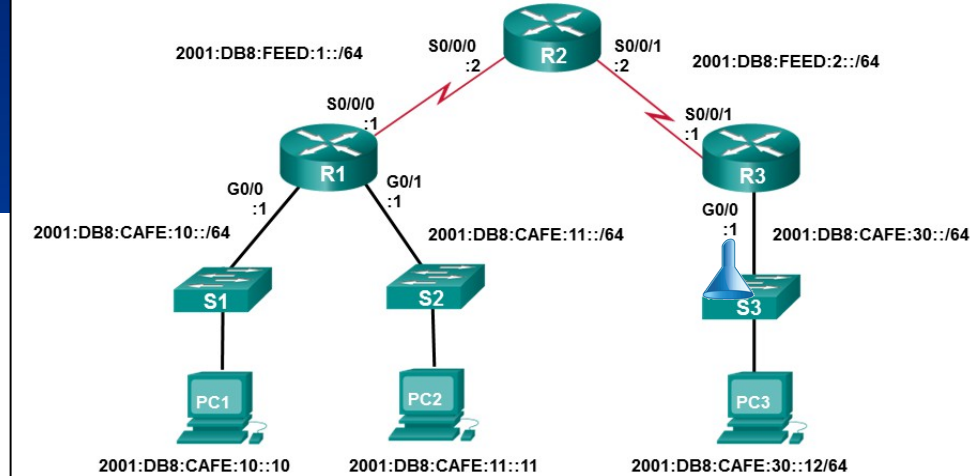 R2
S0/0/0
:2
S0/0/1
:2
2001:DB8:FEED:1::/64
2001:DB8:FEED:2::/64
S0/0/0
:1
S0/0/1
:1
R1
R3
G0/0
:1
G0/1
:1
G0/0
:1
2001:DB8:CAFE:10::/64
2001:DB8:CAFE:11::/64
2001:DB8:CAFE:30::/64
S1
S2
S3
PC1
PC2
PC3
2001:DB8:CAFE:10::10
2001:DB8:CAFE:11::11
2001:DB8:CAFE:30::12/64